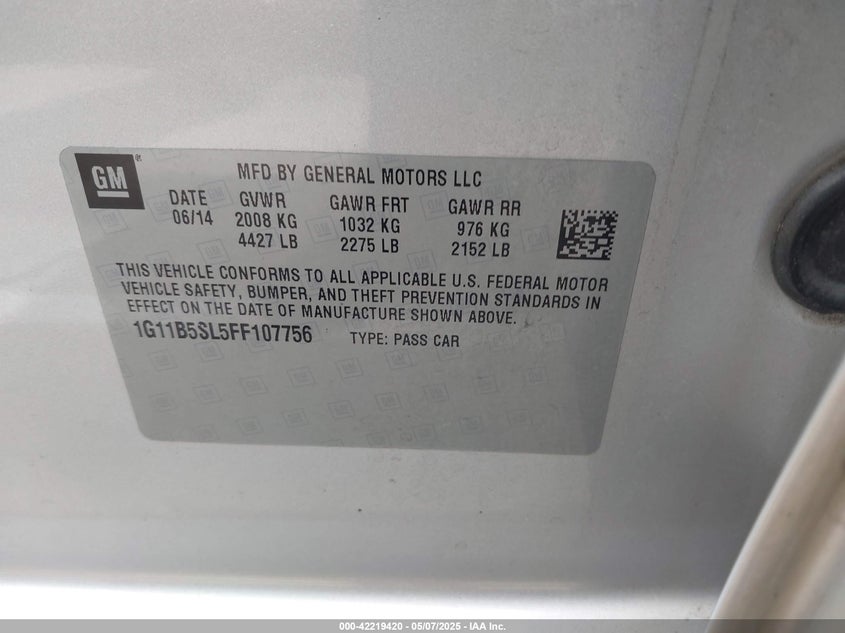 GM
MFD BY GENERAL MOTORS LLC
DATE GVWR GAWR FRT GAWR RR
06/14 2008 KG 1032 KG 976 KG
4427 LB 2275 LB 2152 LB
THIS VEHICLE CONFORMS TO ALL APPLICABLE U.S. FEDERAL MOTOR
VEHICLE SAFETY, BUMPER, AND THEFT PREVENTION STANDARDS IN
EFFECT ON THE DATE OF MANUFACTURE SHOWN ABOVE.
1G11B5SL5FF107756 TYPE: PASS CAR
000-42219420 - 05/07/2025 - IAA Inc.